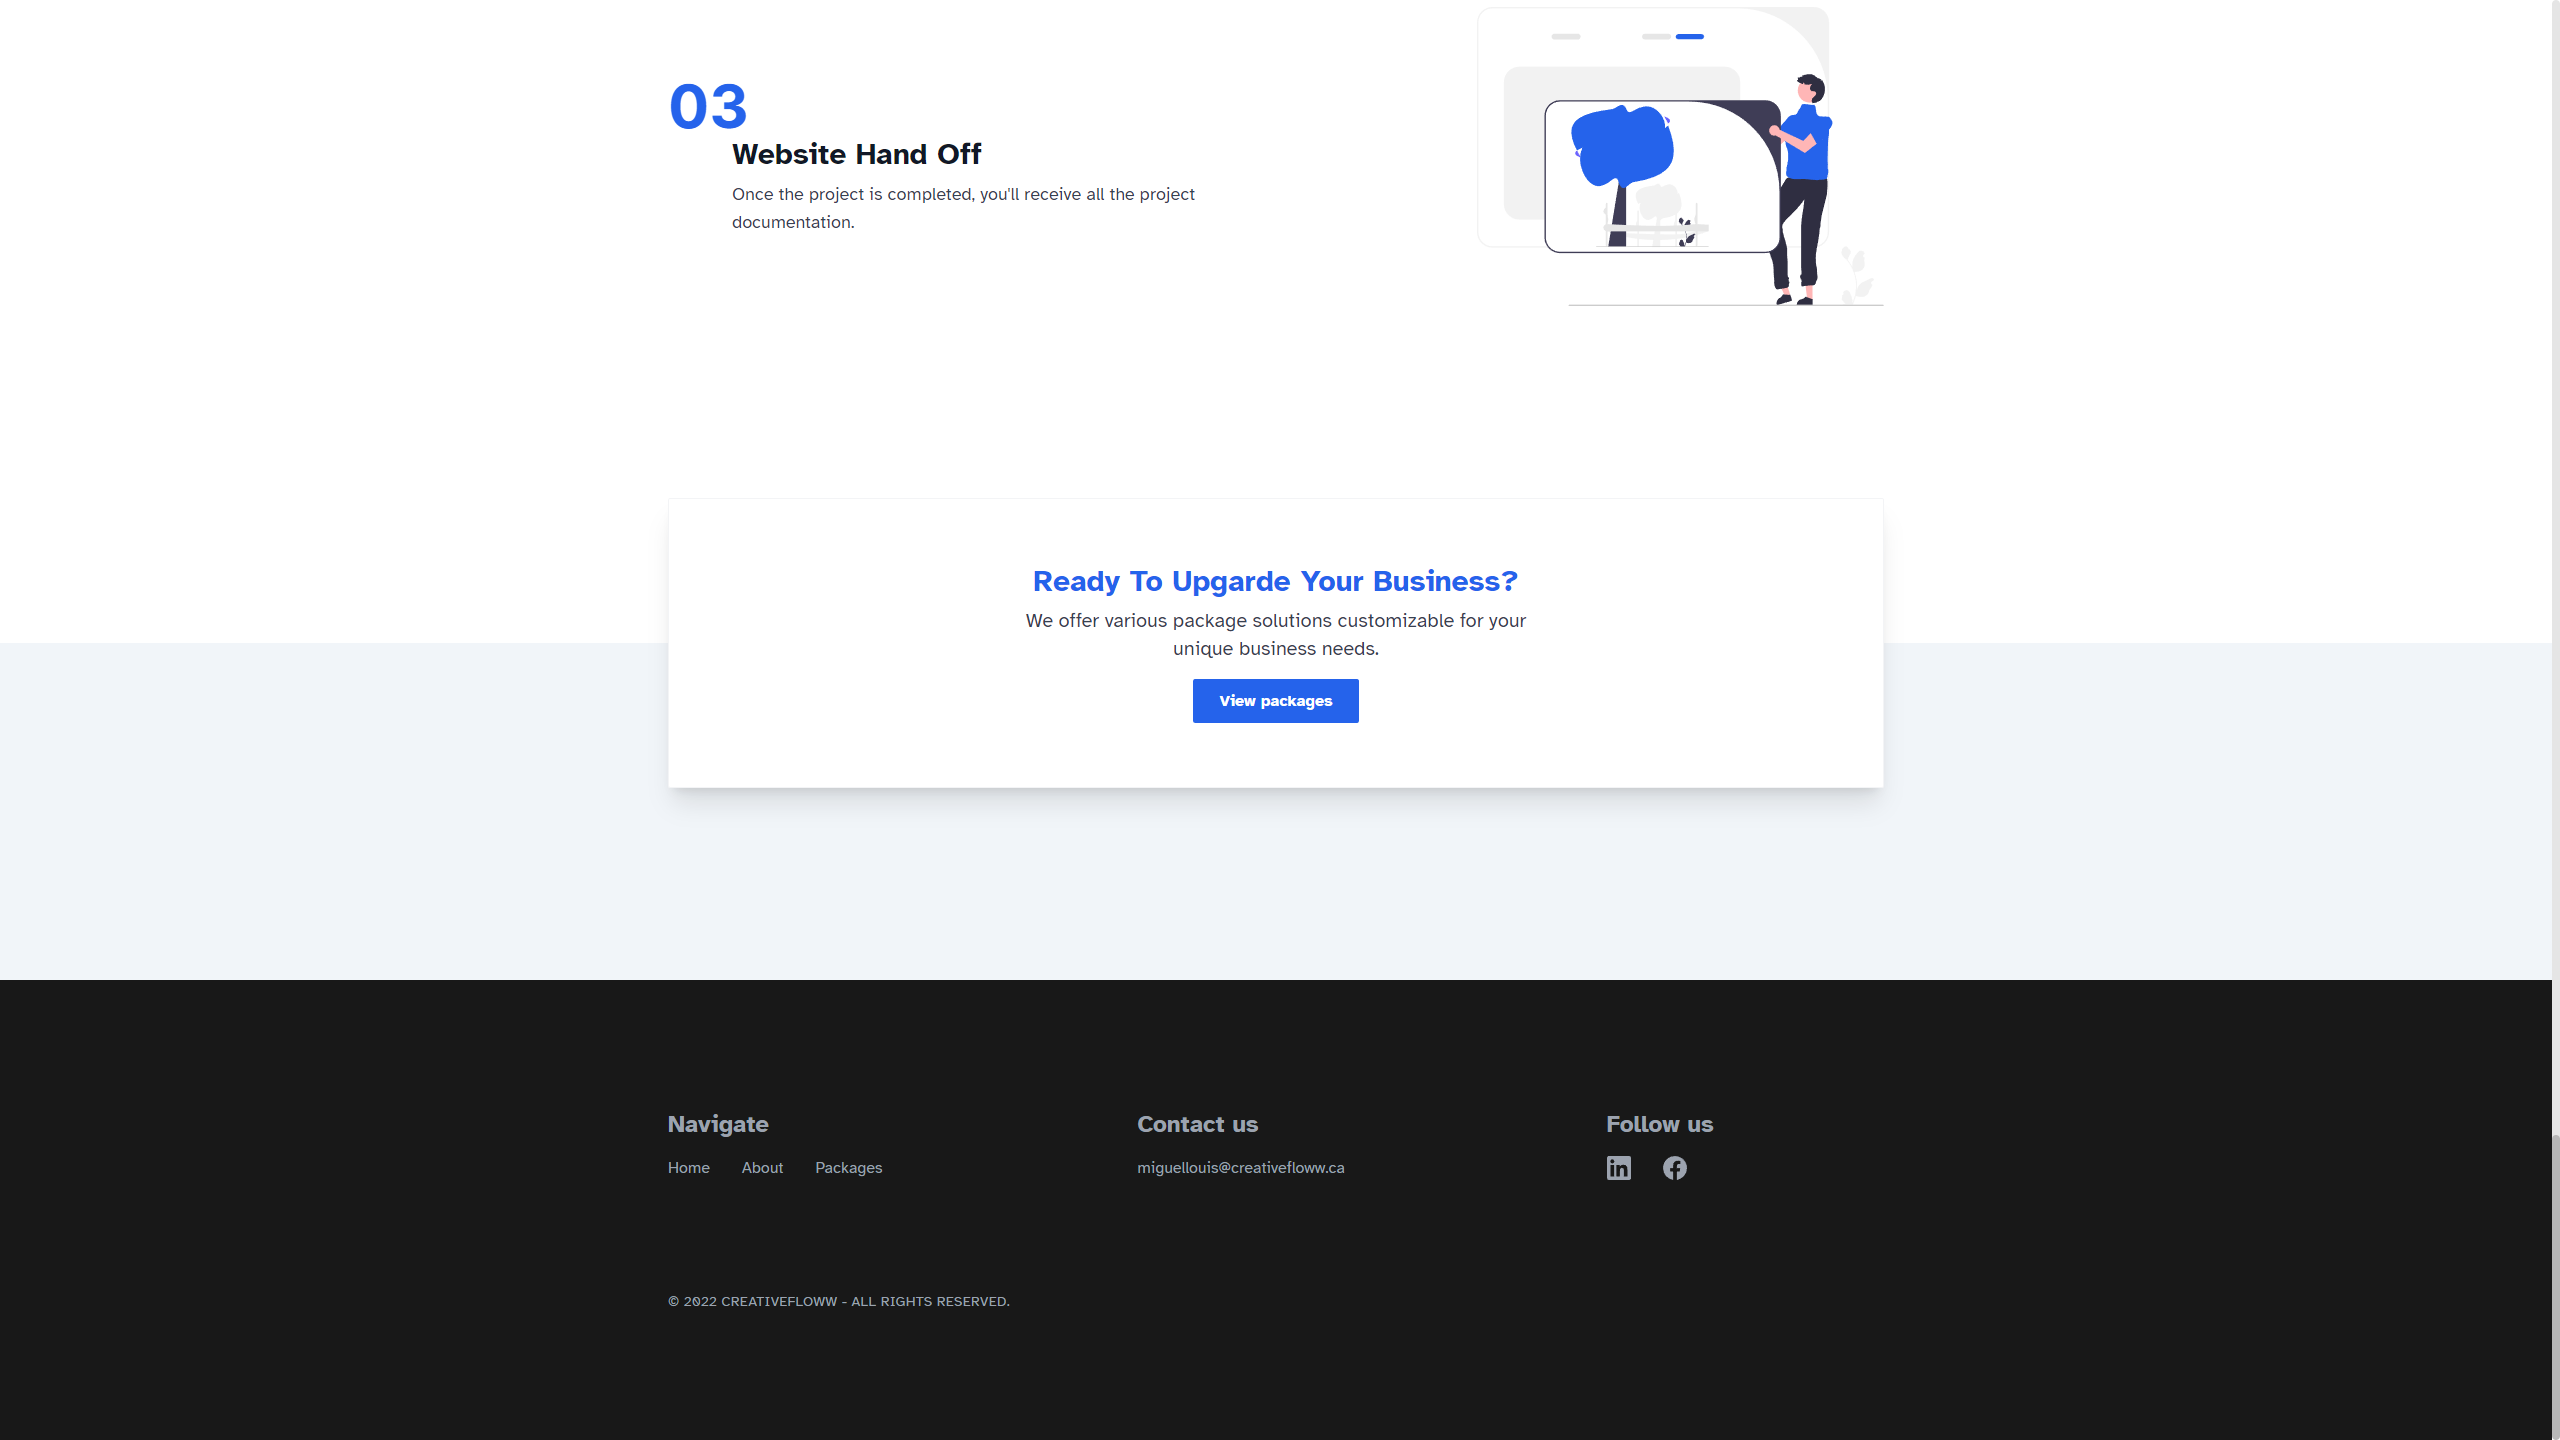 03
Website Hand Off
Once the project is completed, you'll receive all the project
documentation.
Ready To Upgarde Your Business?
We offer various package solutions customizable for your
unique business needs.
View packages
Navigate
Home About Packages
Contact us
miguellouis@creativefloww.ca
Follow us
© 2022 CREATIVEFLOWW - ALL RIGHTS RESERVED.